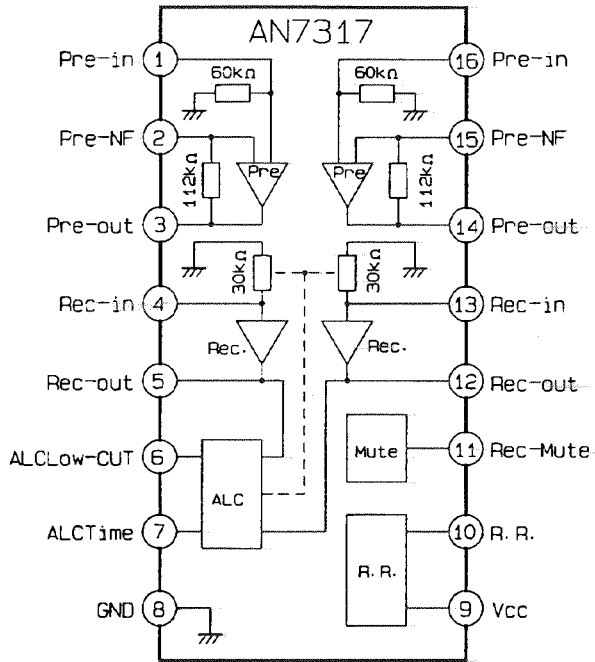 AN7317
Pre-in 1
60kΩ
60kΩ
16 Pre-in
Pre-NF 2
15 Pre-NF
112kΩ
Pre
Pre
112kΩ
Pre-out 3
14 Pre-out
30kΩ
30kΩ
Rec-in 4
13 Rec-in
Rec.
Rec.
Rec-out 5
12 Rec-out
ALCLow-CUT 6
Mute
11 Rec-Mute
ALC
ALCTime 7
10 R.R.
R.R.
GND 8
9 Vcc